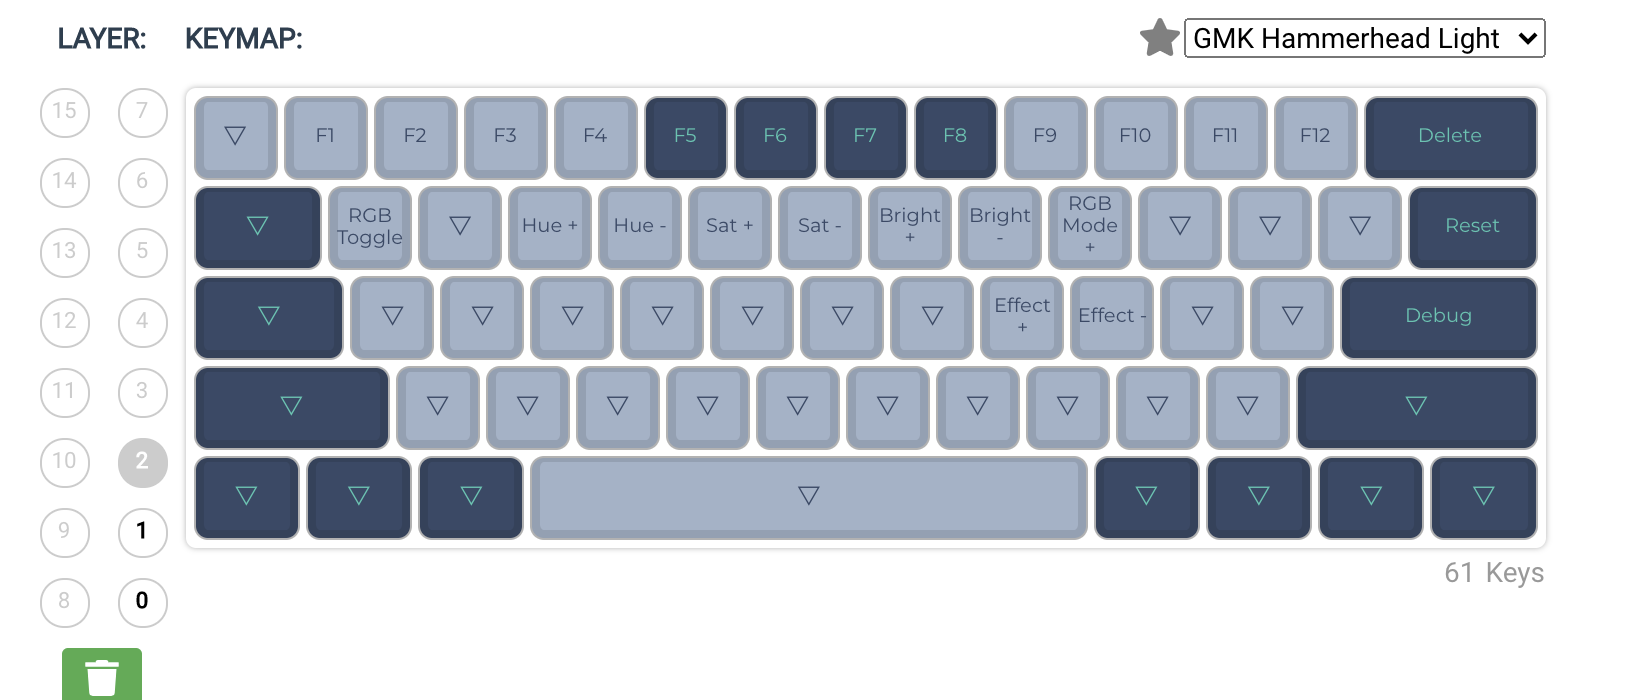 LAYER: KEYMAP: GMK Hammerhead Light
15 7 ▽ F1 F2 F3 F4 F5 F6 F7 F8 F9 F10 F11 F12 Delete
14 6 ▽ RGB Toggle ▽ Hue + Hue - Sat + Sat - Bright + Bright - RGB Mode + ▽ ▽ ▽ Reset
13 5
12 4 ▽ ▽ ▽ ▽ ▽ ▽ ▽ ▽ Effect + Effect - ▽ ▽ Debug
11 3 ▽ ▽ ▽ ▽ ▽ ▽ ▽ ▽ ▽ ▽ ▽ ▽
10 2 ▽ ▽ ▽ ▽ ▽ ▽ ▽ ▽
9 1
61 Keys
8 0